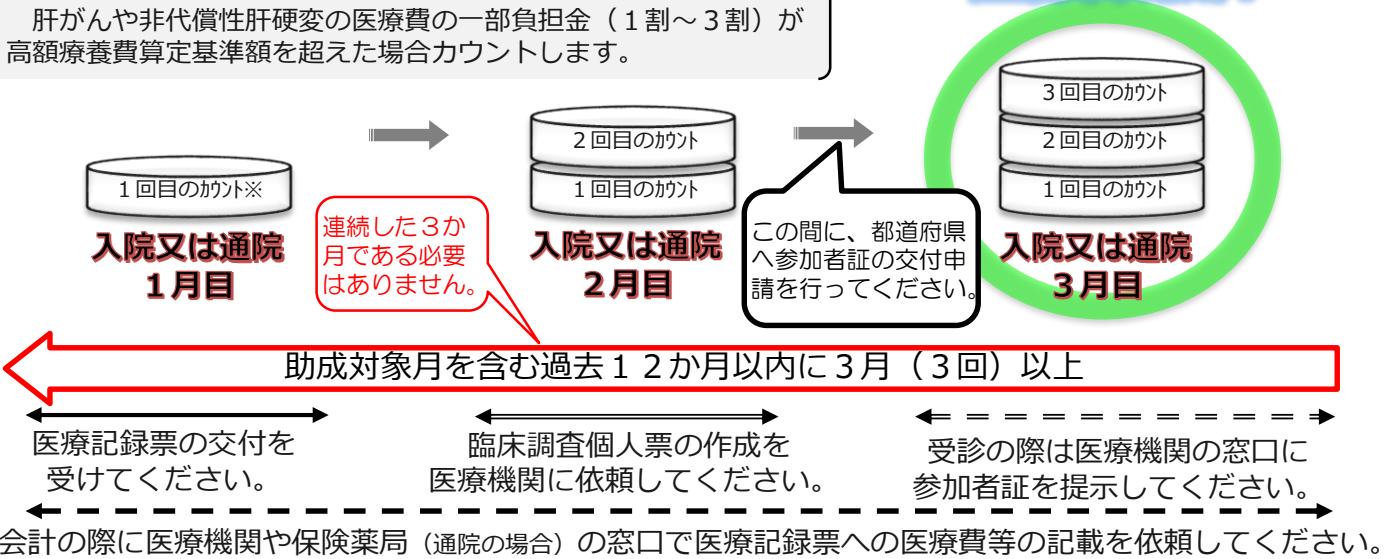 肝がんや非代償性肝硬変の医療費の一部負担金（１割～３割）が
高額療養費算定基準額を超えた場合カウントします。
１回目のｶｳﾝﾄ※
入院又は通院
１月目
連続した３か
月である必要
はありません。
２回目のｶｳﾝﾄ
１回目のｶｳﾝﾄ
入院又は通院
２月目
この間に、都道府県
へ参加者証の交付申
請を行ってください。
３回目のｶｳﾝﾄ
２回目のｶｳﾝﾄ
１回目のｶｳﾝﾄ
入院又は通院
３月目
助成対象月を含む過去１２か月以内に３月（３回）以上
医療記録票の交付を
受けてください。
臨床調査個人票の作成を
医療機関に依頼してください。
受診の際は医療機関の窓口に
参加者証を提示してください。
会計の際に医療機関や保険薬局（通院の場合）の窓口で医療記録票への医療費等の記載を依頼してください。